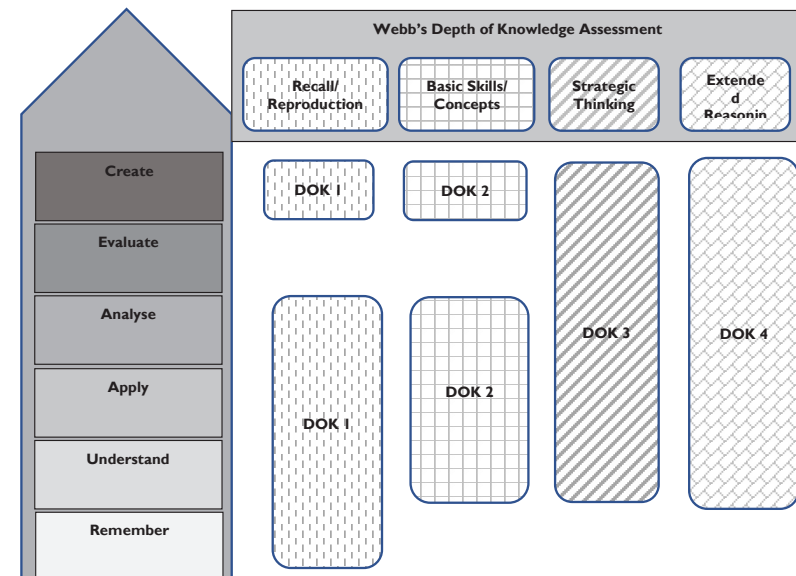 Webb's Depth of Knowledge Assessment
Recall/
Reproduction
Basic Skills/
Concepts
Strategic
Thinking
Extende
d
Reasonin
Create
DOK 1
DOK 2
Evaluate
Analyse
DOK 3
DOK 4
Apply
DOK 2
DOK 1
Understand
Remember